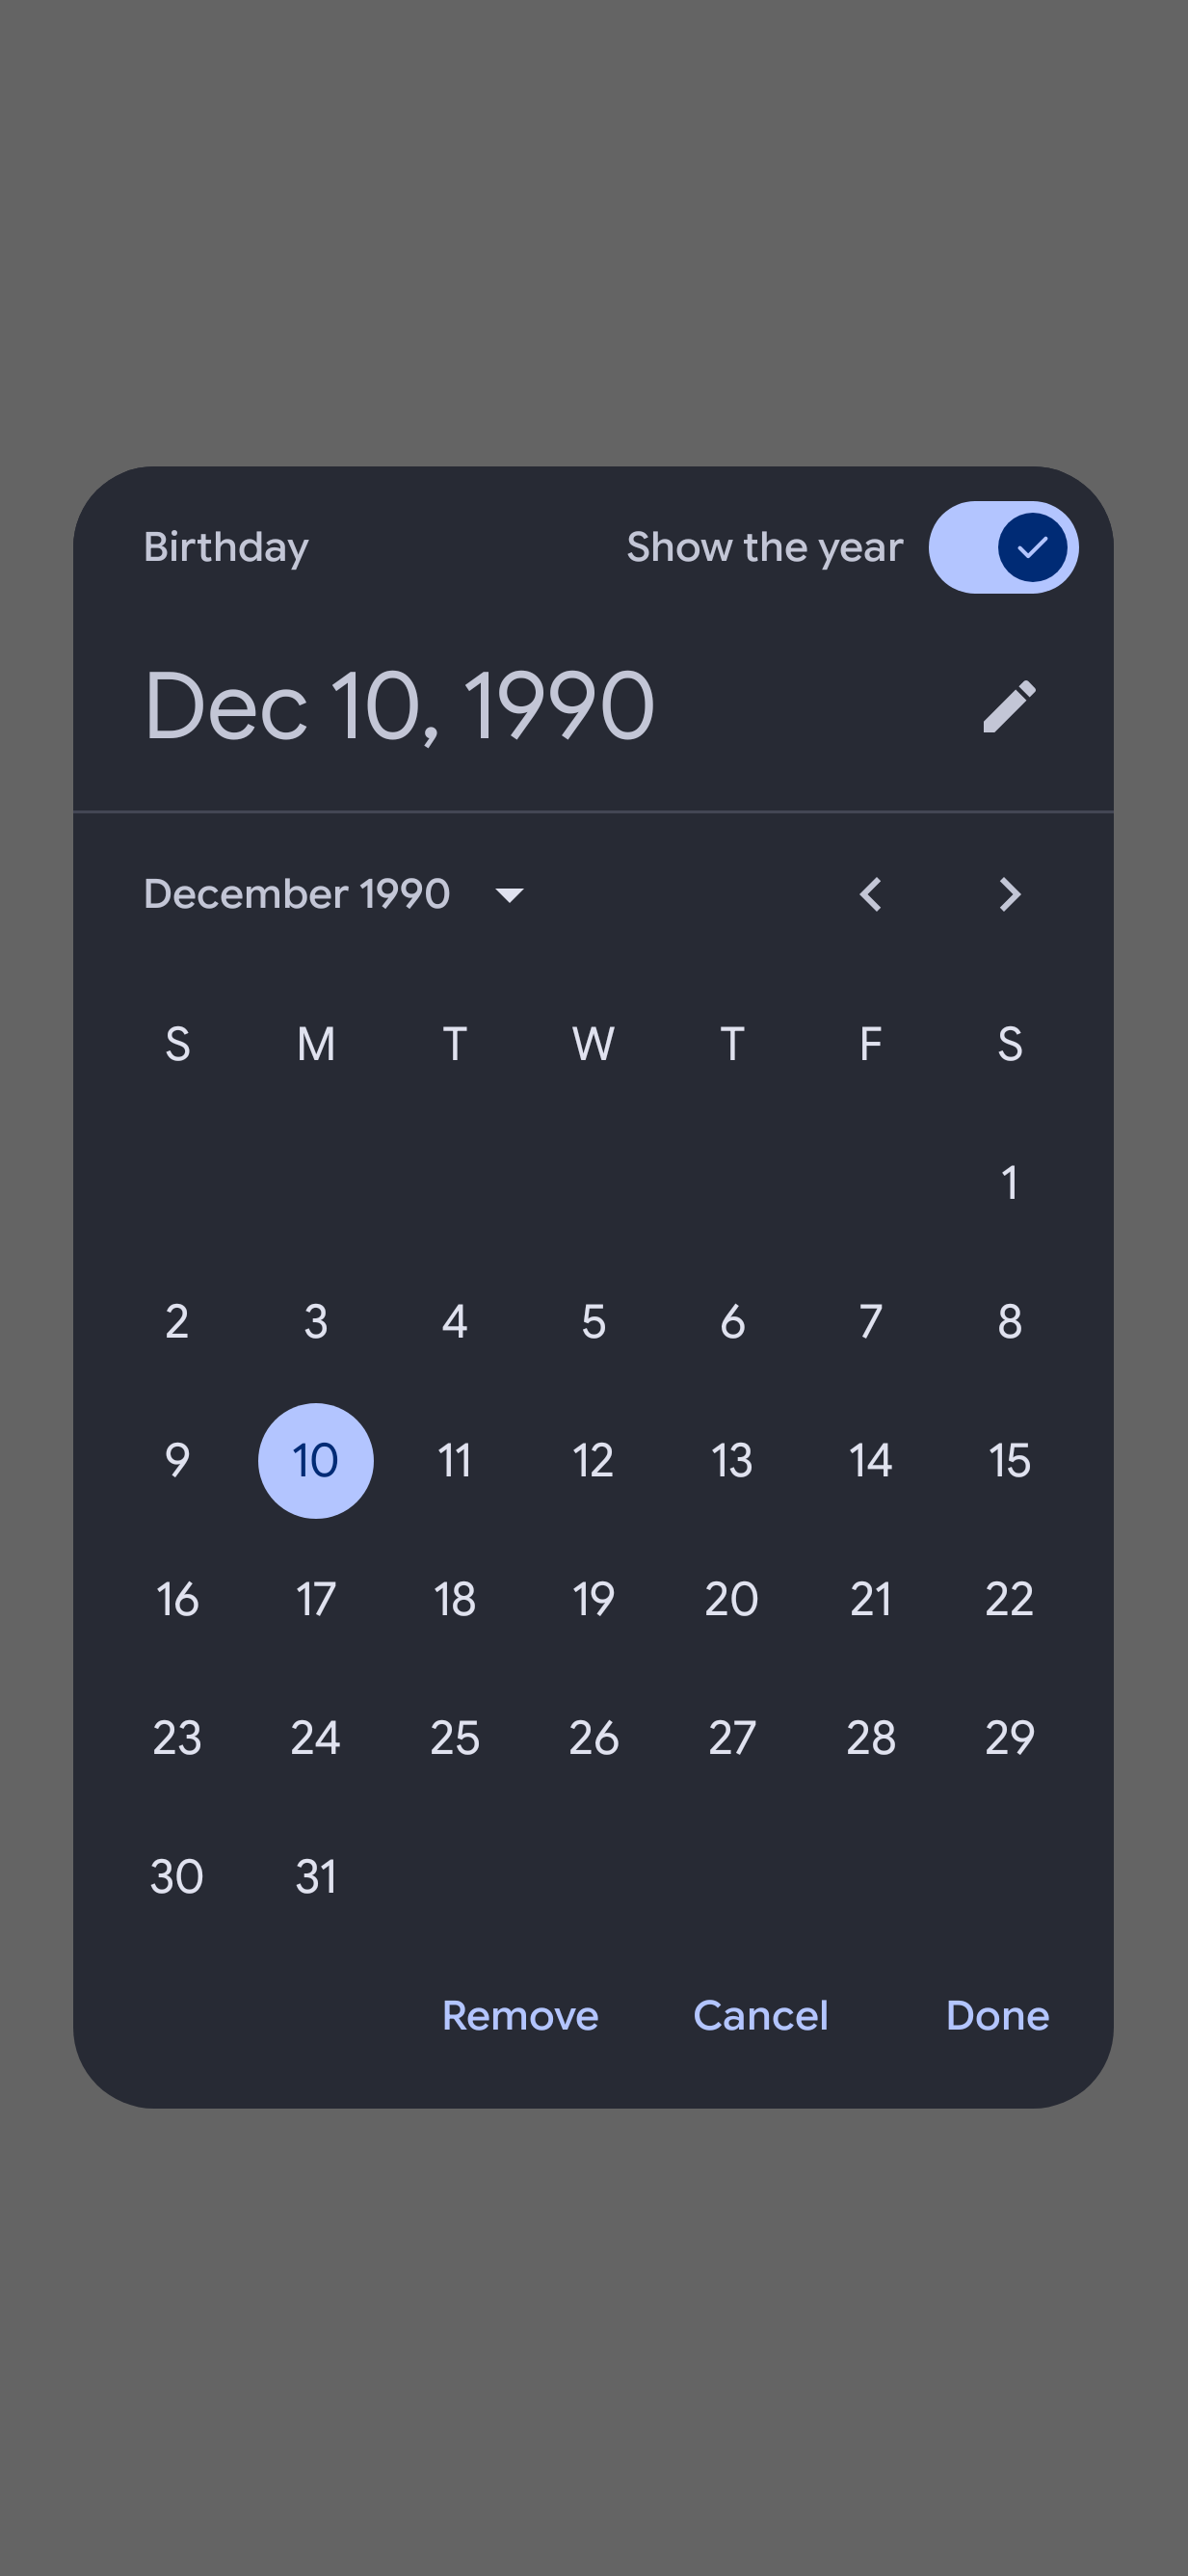 Birthday Show the year
Dec 10, 1990
December 1990
S M T W T F S
1
2 3 4 5 6 7 8
9 10 11 12 13 14 15
16 17 18 19 20 21 22
23 24 25 26 27 28 29
30 31
Remove Cancel Done